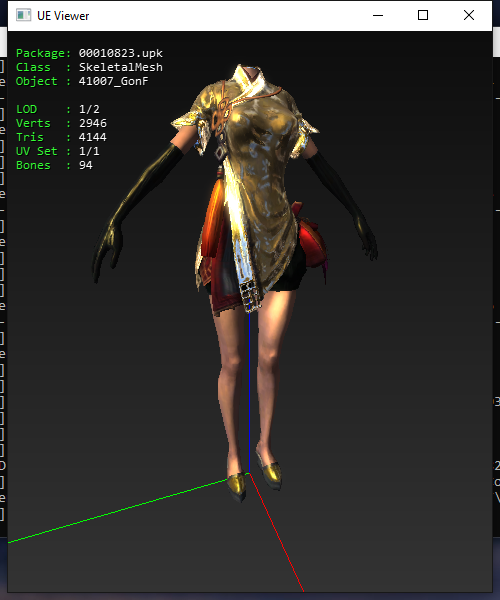 UE Viewer
Package: 00010823.upk
Class : SkeletalMesh
Object : 41007_GonF
LOD : 1/2
Verts : 2946
Tris : 4144
UV Set : 1/1
Bones : 94